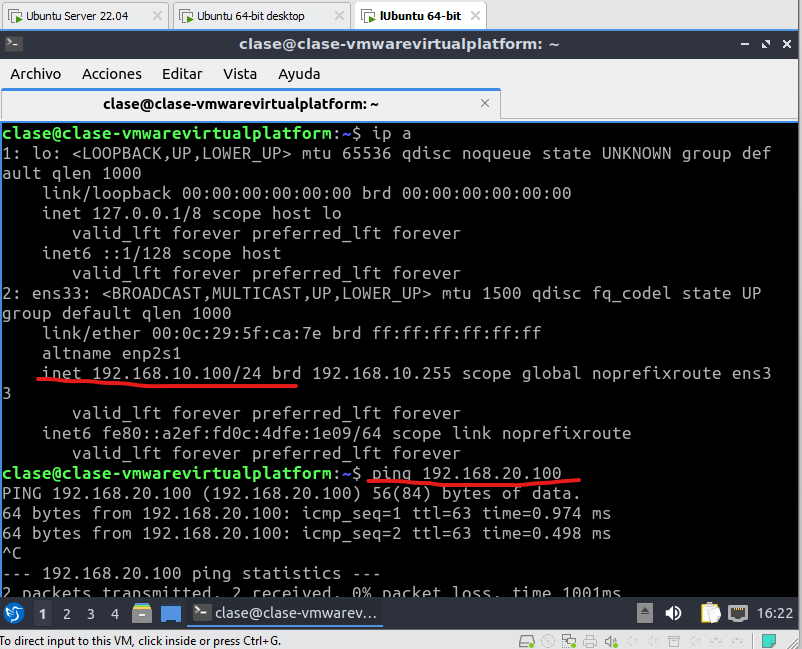 Ubuntu Server 22.04
Ubuntu 64-bit desktop
lUbuntu 64-bit
clase@clase-vmwarevirtualplatform: ~
Archivo Acciones Editar Vista Ayuda
clase@clase-vmwarevirtualplatform: ~
clase@clase-vmwarevirtualplatform:~$ ip a
1: lo: <LOOPBACK,UP,LOWER_UP> mtu 65536 qdisc noqueue state UNKNOWN group def
ault qlen 1000
    link/loopback 00:00:00:00:00:00 brd 00:00:00:00:00:00
    inet 127.0.0.1/8 scope host lo
       valid_lft forever preferred_lft forever
    inet6 ::1/128 scope host
       valid_lft forever preferred_lft forever
2: ens33: <BROADCAST,MULTICAST,UP,LOWER_UP> mtu 1500 qdisc fq_codel state UP
group default qlen 1000
    link/ether 00:0c:29:5f:ca:7e brd ff:ff:ff:ff:ff:ff
    altname enp2s1
    inet 192.168.10.100/24 brd 192.168.10.255 scope global noprefixroute ens3
3
       valid_lft forever preferred_lft forever
    inet6 fe80::a2ef:fd0c:4dfe:1e09/64 scope link noprefixroute
       valid_lft forever preferred_lft forever
clase@clase-vmwarevirtualplatform:~$ ping 192.168.20.100
PING 192.168.20.100 (192.168.20.100) 56(84) bytes of data.
64 bytes from 192.168.20.100: icmp_seq=1 ttl=63 time=0.974 ms
64 bytes from 192.168.20.100: icmp_seq=2 ttl=63 time=0.498 ms
^C
--- 192.168.20.100 ping statistics ---
2 packets transmitted, 2 received, 0% packet loss, time 1001ms
1 2 3 4 clase@clase-vmwarev... 16:22
To direct input to this VM, click inside or press Ctrl+G.